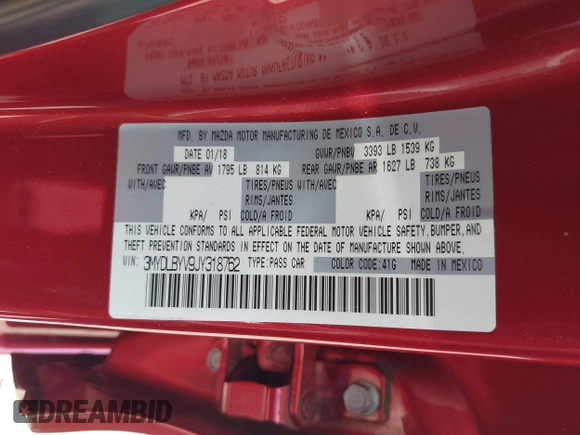 MFD. BY MAZDA MOTOR MANUFACTURING DE MEXICO S.A. DE C.V.
DATE 01/18 GVWR/PNBV 3393 LB 1539 KG
FRONT GAWR/PNBE AV 1795 LB 814 KG REAR GAWR/PNBE AR 1627 LB 738 KG
WITH/AVEC TIRES/PNEUS WITH/AVEC TIRES/PNEUS
RIMS/JANTES RIMS/JANTES
KPA/ PSI COLD/A FROID KPA/ PSI COLD/A FROID
THIS VEHICLE CONFORMS TO ALL APPLICABLE FEDERAL MOTOR VEHICLE SAFETY, BUMPER, AND
THEFT PREVENTION STANDARDS IN EFFECT ON THE DATE OF MANUFACTURE SHOWN ABOVE.
VIN: 3MYDLBYV9JY318762 TYPE:PASS CAR COLOR CODE:41G MADE IN MEXICO
DREAMBID